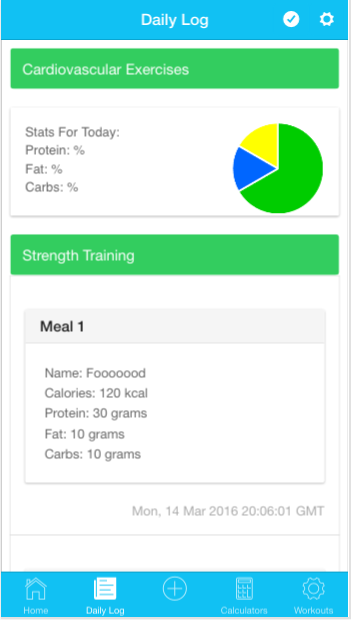 Daily Log
Cardiovascular Exercises
Stats For Today:
Protein: %
Fat: %
Carbs: %
Strength Training
Meal 1
Name: Fooooood
Calories: 120 kcal
Protein: 30 grams
Fat: 10 grams
Carbs: 10 grams
Mon, 14 Mar 2016 20:06:01 GMT
Home
Daily Log
Calculators
Workouts